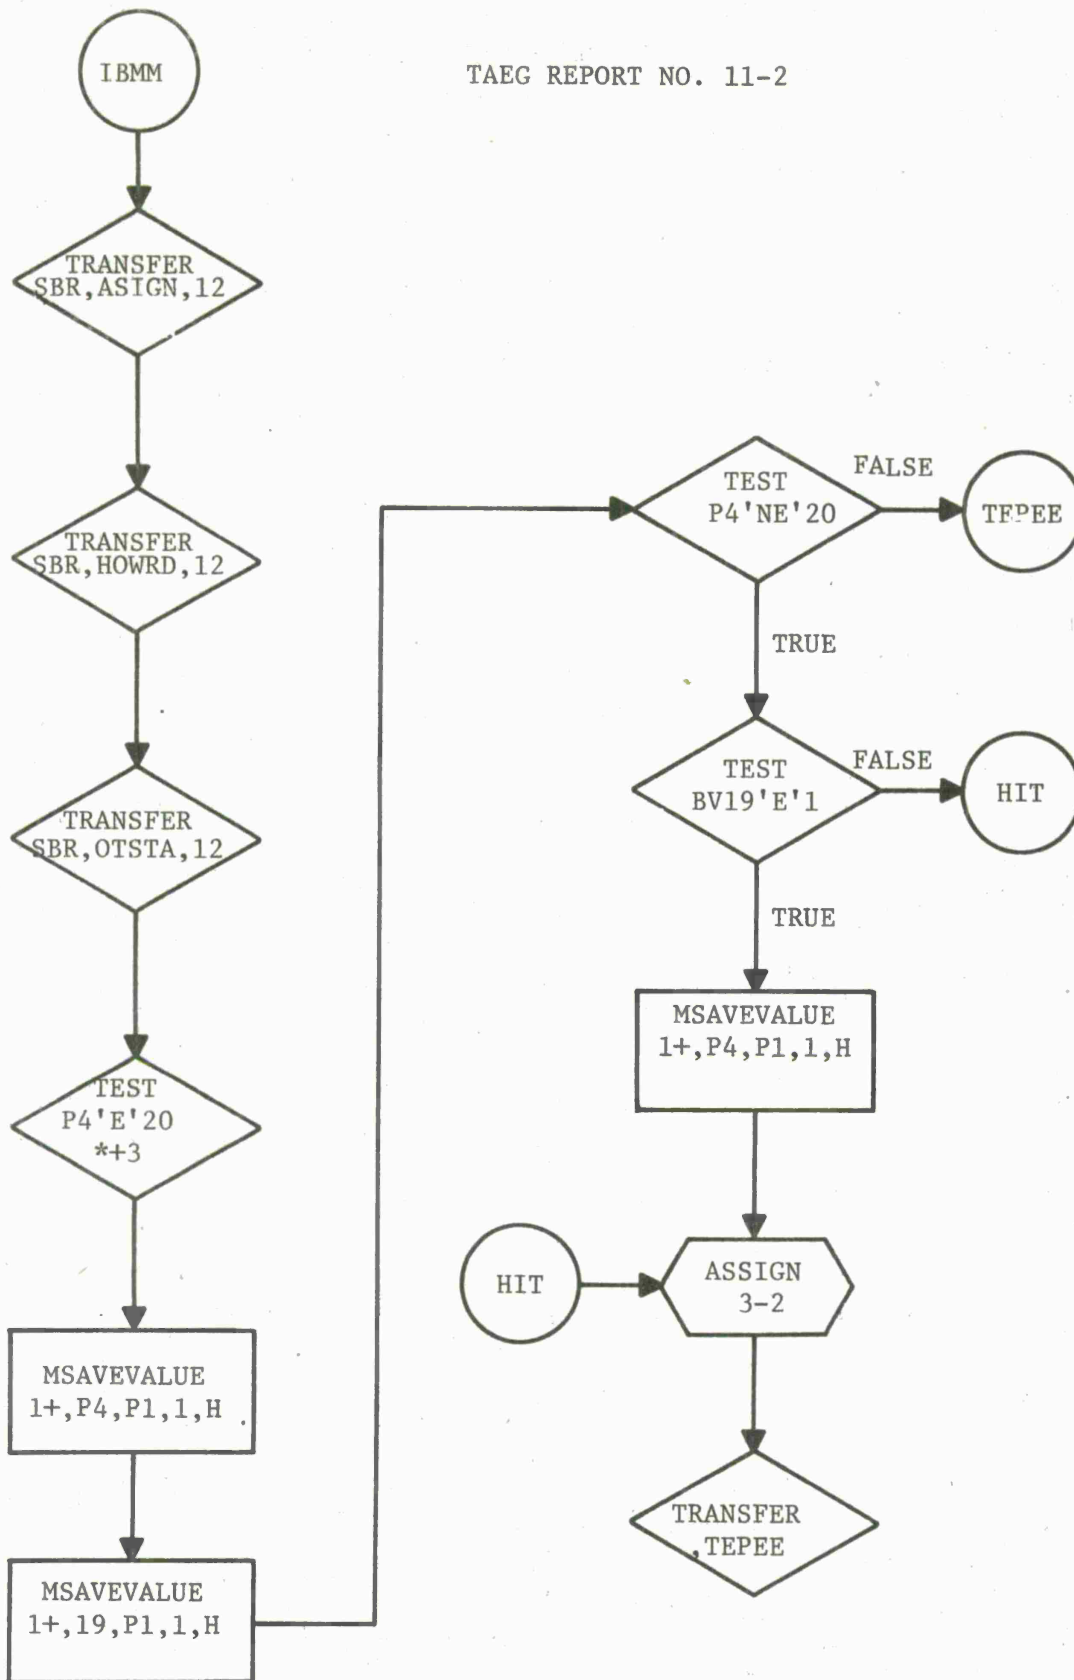 TAEG REPORT NO. 11-2
IBMM
TRANSFER
SBR,ASIGN,12
TRANSFER
SBR,HOWRD,12
TRANSFER
SBR,OTSTA,12
TEST
P4'E'20
*+3
MSAVEVALUE
1+,P4,P1,1,H
MSAVEVALUE
1+,19,P1,1,H
TEST
P4'NE'20
FALSE
TEPEE
TRUE
TEST
BV19'E'1
FALSE
HIT
TRUE
MSAVEVALUE
1+,P4,P1,1,H
HIT
ASSIGN
3-2
TRANSFER
,TEPEE